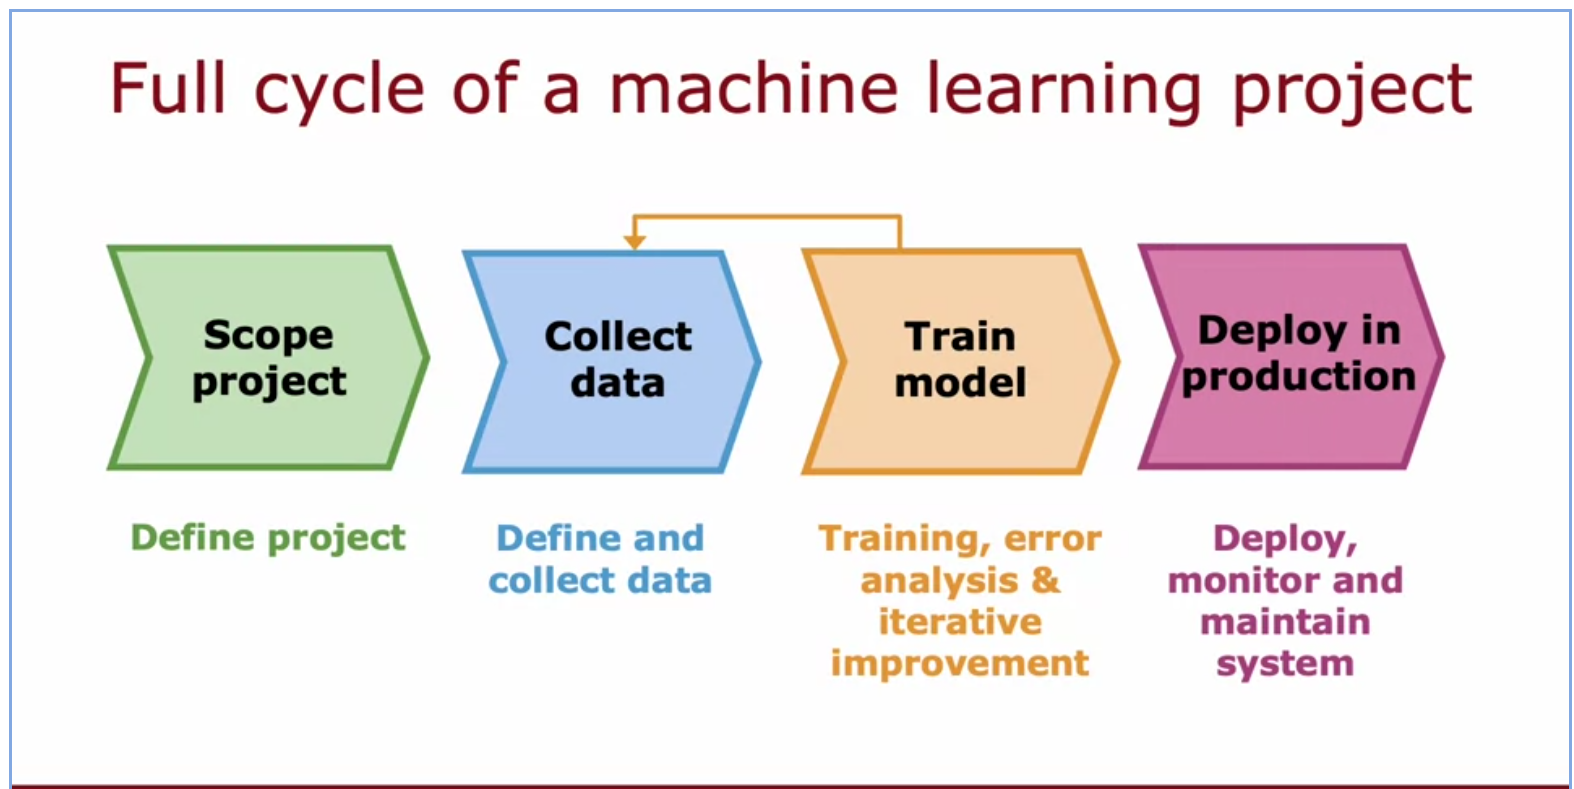 Full cycle of a machine learning project
Scope
project
Collect
data
Train
model
Deploy in
production
Define project
Define and
collect data
Training, error
analysis &
iterative
improvement
Deploy,
monitor and
maintain
system